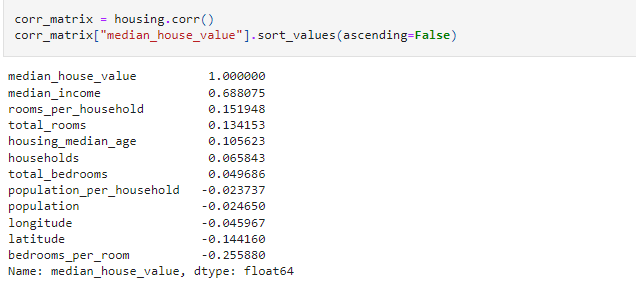 corr_matrix = housing.corr()
corr_matrix["median_house_value"].sort_values(ascending=False)
median_house_value 1.000000
median_income 0.688075
rooms_per_household 0.151948
total_rooms 0.134153
housing_median_age 0.105623
households 0.065843
total_bedrooms 0.049686
population_per_household -0.023737
population -0.024650
longitude -0.045967
latitude -0.144160
bedrooms_per_room -0.255880
Name: median_house_value, dtype: float64